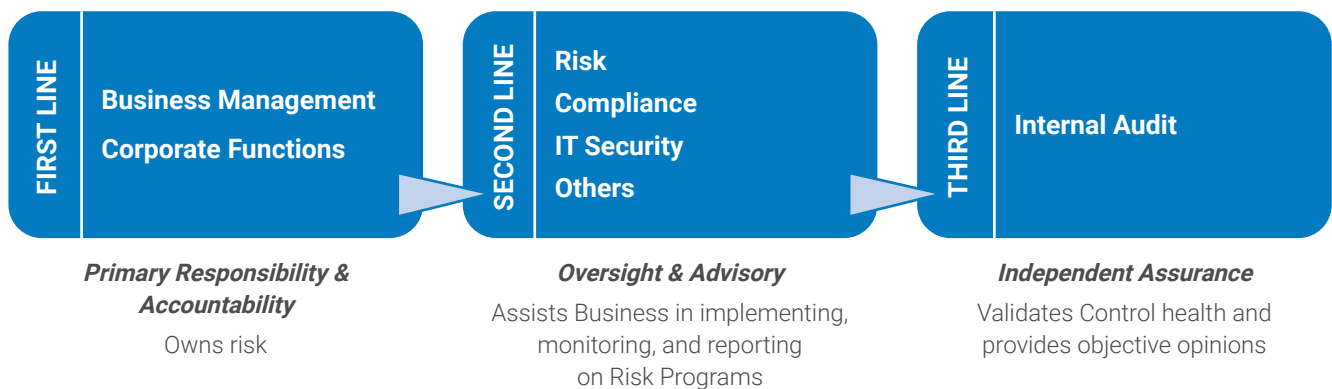 FIRST LINE
Business Management
Corporate Functions
Primary Responsibility &
Accountability
Owns risk
SECOND LINE
Risk
Compliance
IT Security
Others
Oversight & Advisory
Assists Business in implementing,
monitoring, and reporting
on Risk Programs
THIRD LINE
Internal Audit
Independent Assurance
Validates Control health and
provides objective opinions